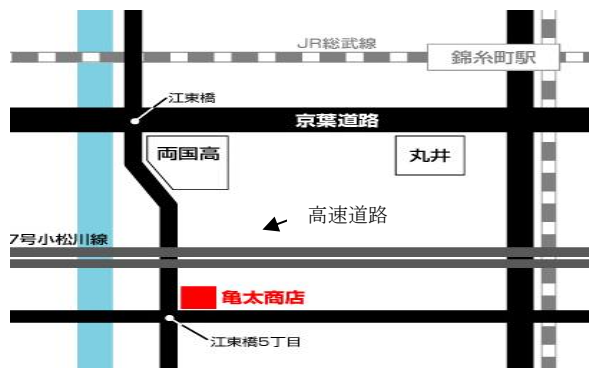 JR総武線
錦糸町駅
江東橋
京葉道路
両国高
丸井
高速道路
7号小松川線
亀太商店
江東橋5丁目